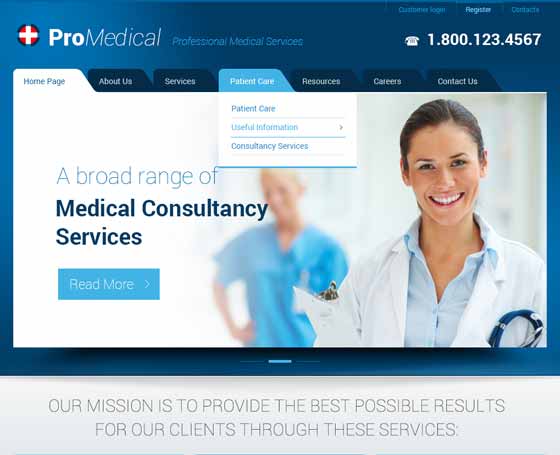 Customer login Register Contacts
ProMedical Professional Medical Services 1.800.123.4567
Home Page About Us Services Patient Care Resources Careers Contact Us
Patient Care
Useful Information
Consultancy Services
A broad range of
Medical Consultancy
Services
Read More
OUR MISSION IS TO PROVIDE THE BEST POSSIBLE RESULTS
FOR OUR CLIENTS THROUGH THESE SERVICES: